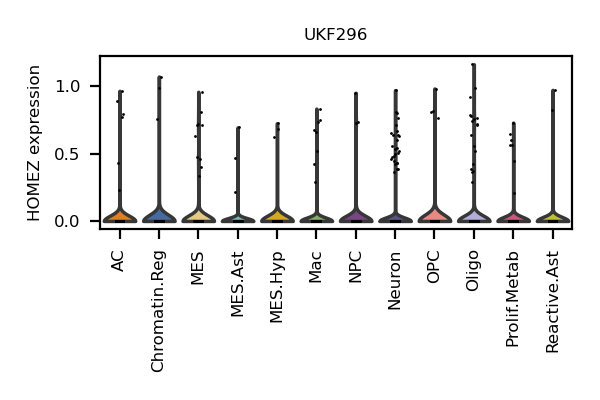 UKF296
HOMEZ expression
1.0
0.5
0.0
AC
Chromatin.Reg
MES
MES.Ast
MES.Hyp
Mac
NPC
Neuron
OPC
Oligo
Prolif.Metab
Reactive.Ast